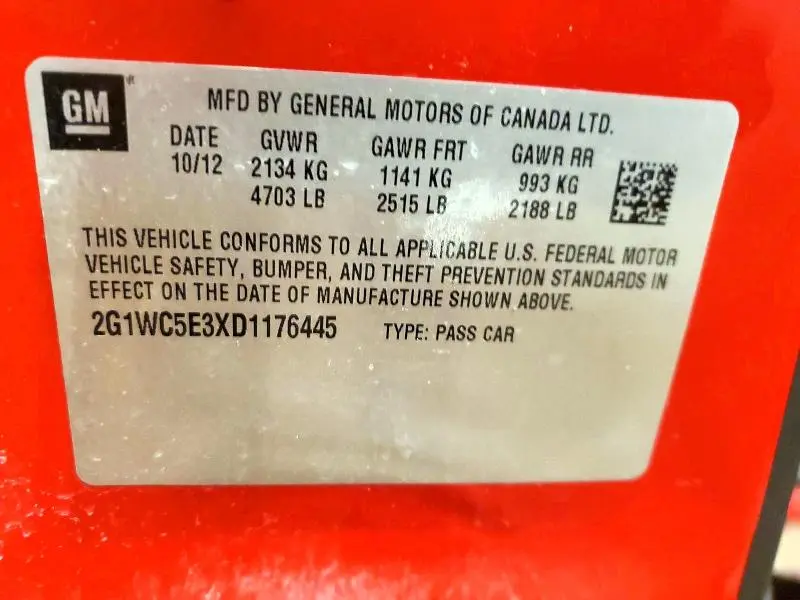 GM
MFD BY GENERAL MOTORS OF CANADA LTD.
DATE GVWR GAWR FRT GAWR RR
10/12 2134 KG 1141 KG 993 KG
4703 LB 2515 LB 2188 LB
THIS VEHICLE CONFORMS TO ALL APPLICABLE U.S. FEDERAL MOTOR
VEHICLE SAFETY, BUMPER, AND THEFT PREVENTION STANDARDS IN
EFFECT ON THE DATE OF MANUFACTURE SHOWN ABOVE.
2G1WC5E3XD1176445 TYPE: PASS CAR